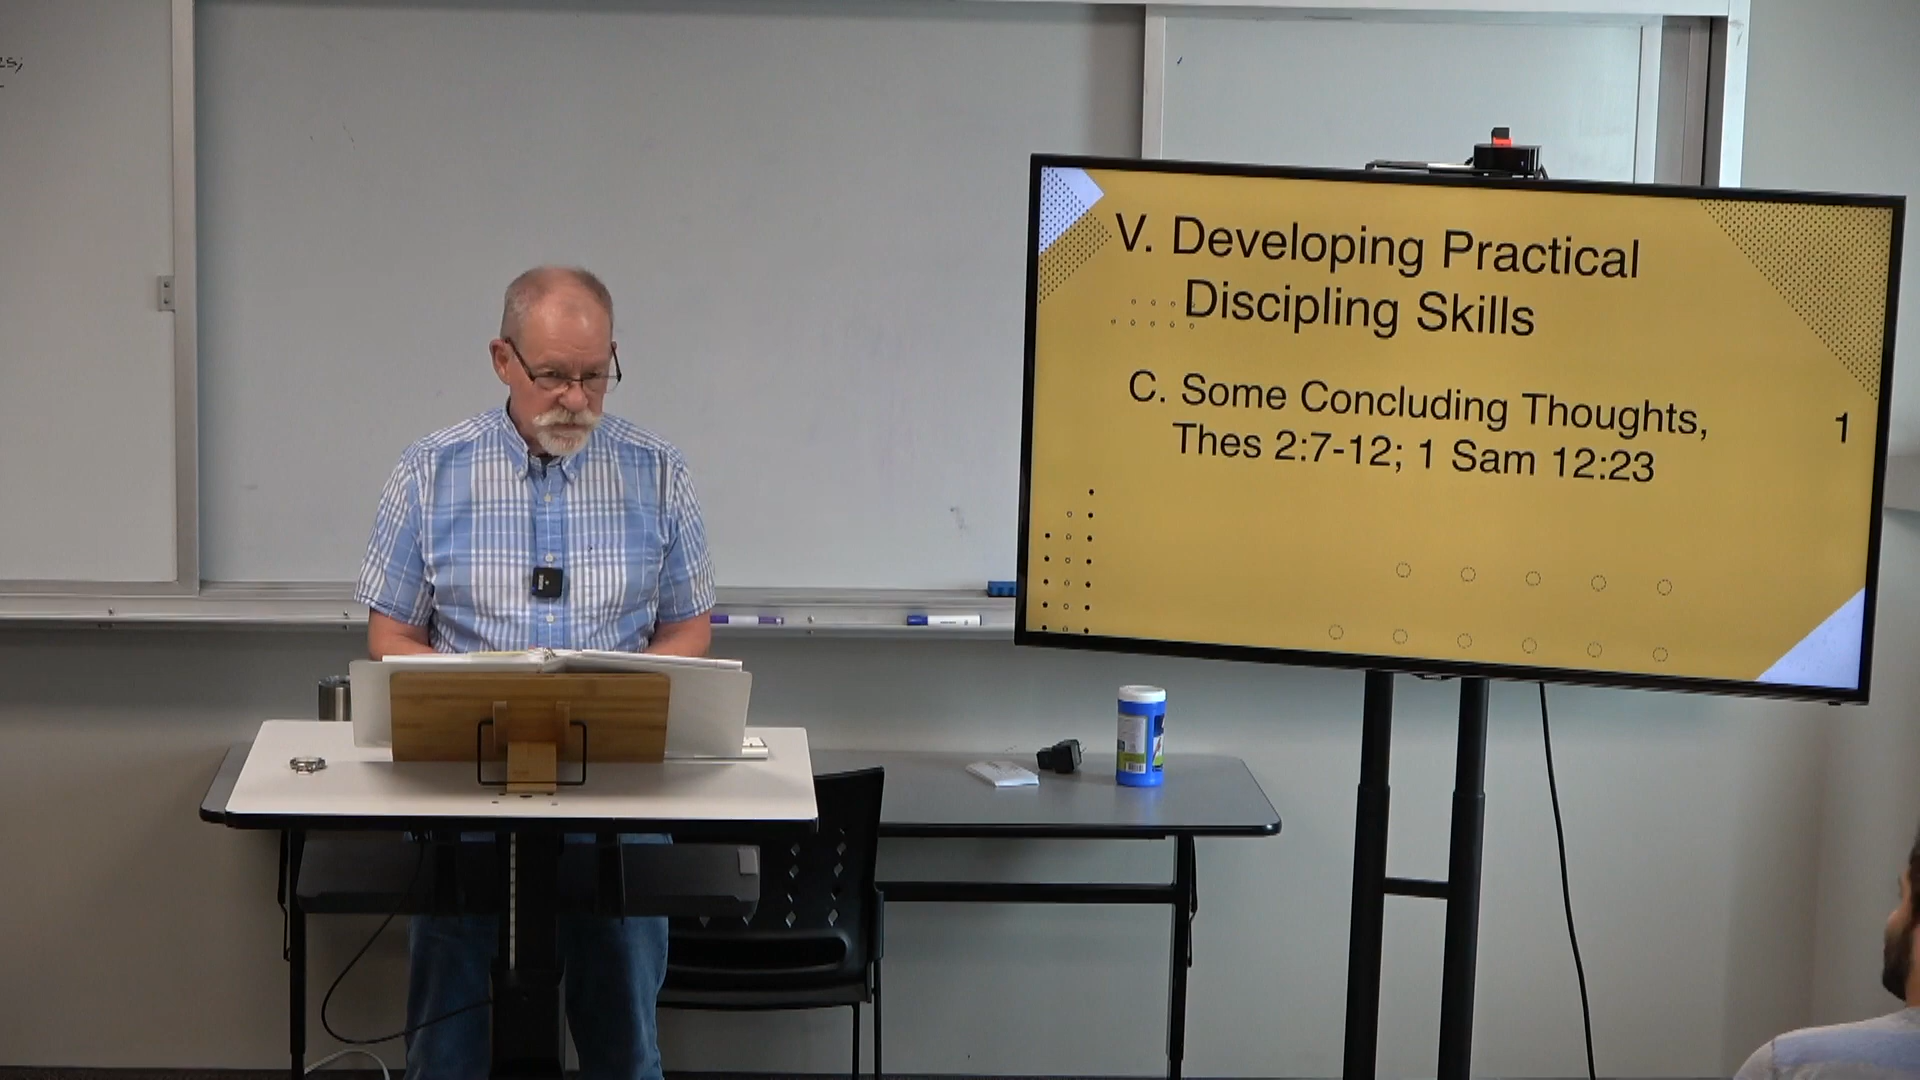 V. Developing Practical
Discipling Skills
C. Some Concluding Thoughts, 1
Thes 2:7-12; 1 Sam 12:23